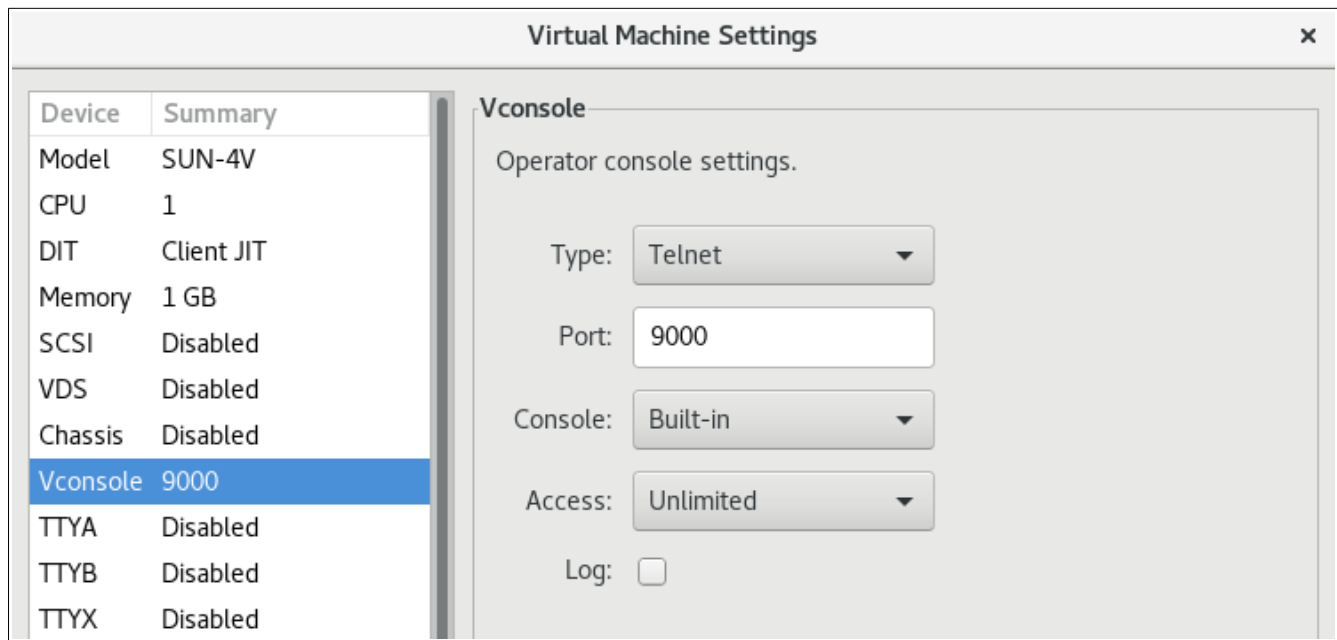 Virtual Machine Settings ×
Device Summary
Model SUN-4V
CPU 1
DIT Client JIT
Memory 1 GB
SCSI Disabled
VDS Disabled
Chassis Disabled
Vconsole 9000
TTYA Disabled
TTYB Disabled
TTYX Disabled
Vconsole
Operator console settings.
Type: Telnet
Port: 9000
Console: Built-in
Access: Unlimited
Log: